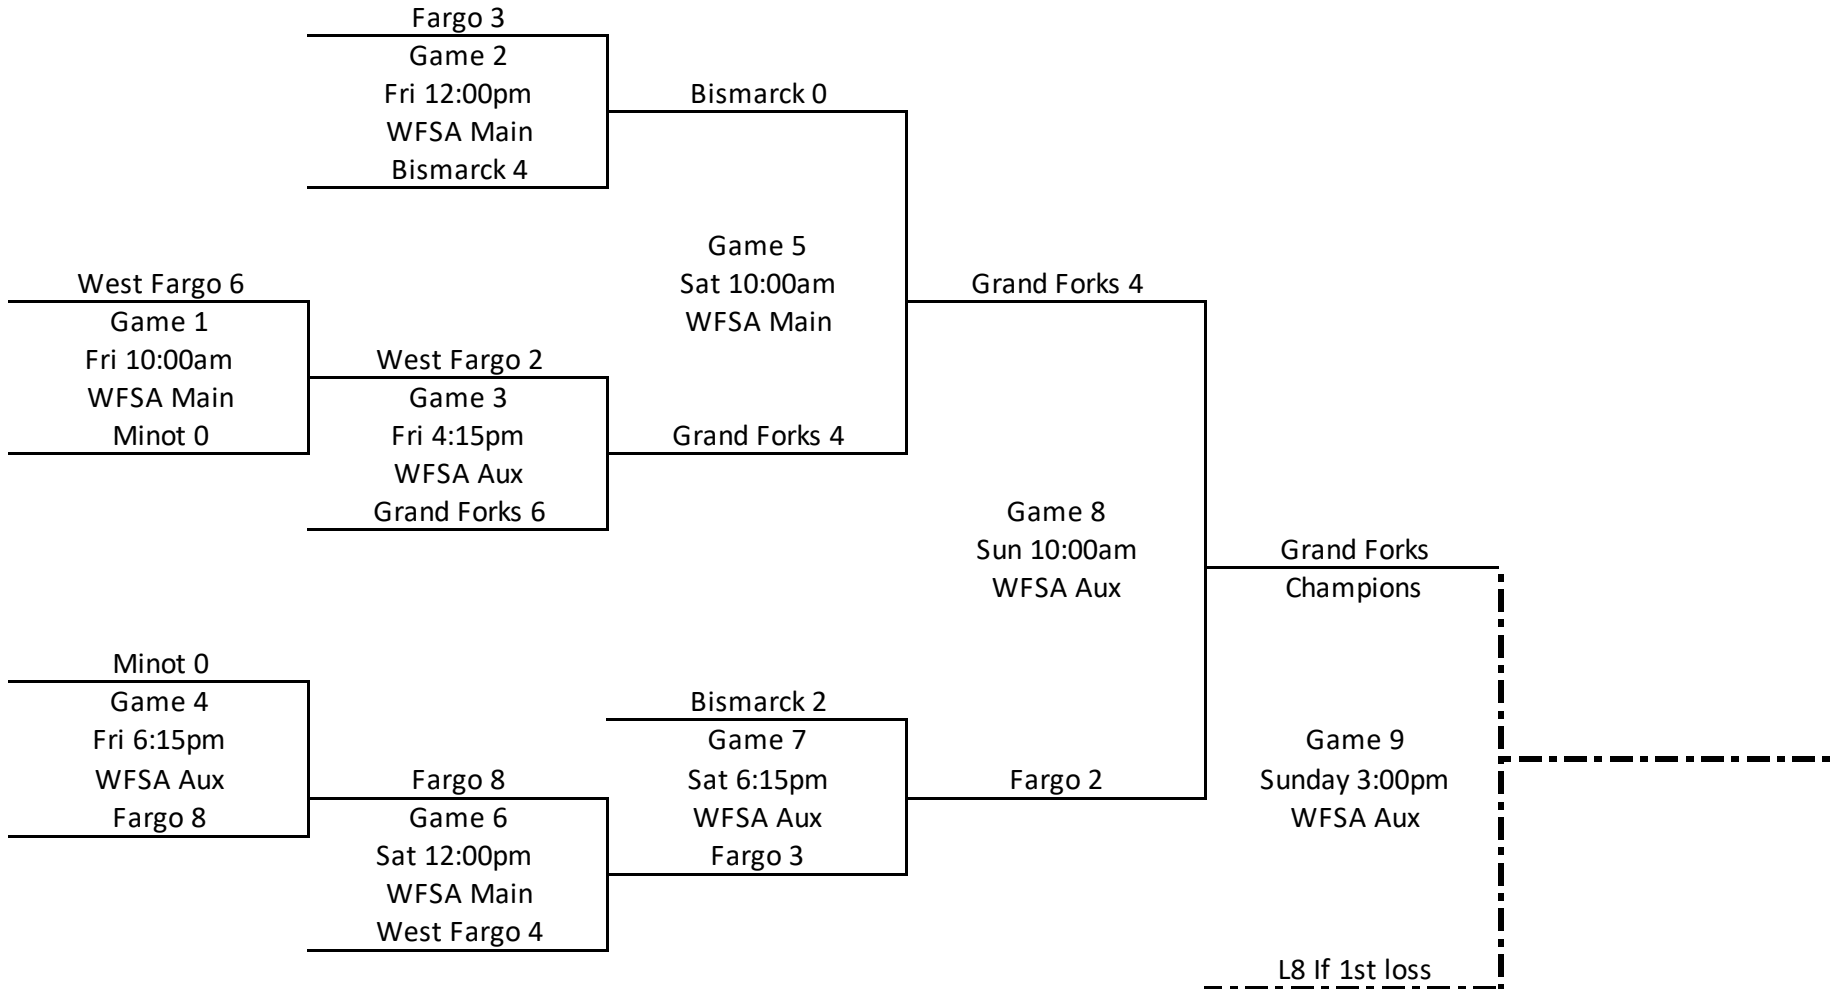 Fargo 3
Game 2
Fri 12:00pm
WFSA Main
Bismarck 4
Bismarck 0
Game 5
Sat 10:00am
WFSA Main
West Fargo 6
Game 1
Fri 10:00am
WFSA Main
Minot 0
West Fargo 2
Game 3
Fri 4:15pm
WFSA Aux
Grand Forks 6
Grand Forks 4
Grand Forks 4
Game 8
Sun 10:00am
WFSA Aux
Grand Forks
Champions
Minot 0
Game 4
Fri 6:15pm
WFSA Aux
Fargo 8
Fargo 8
Game 6
Sat 12:00pm
WFSA Main
West Fargo 4
Bismarck 2
Game 7
Sat 6:15pm
WFSA Aux
Fargo 3
Fargo 2
Game 9
Sunday 3:00pm
WFSA Aux
L8 If 1st loss